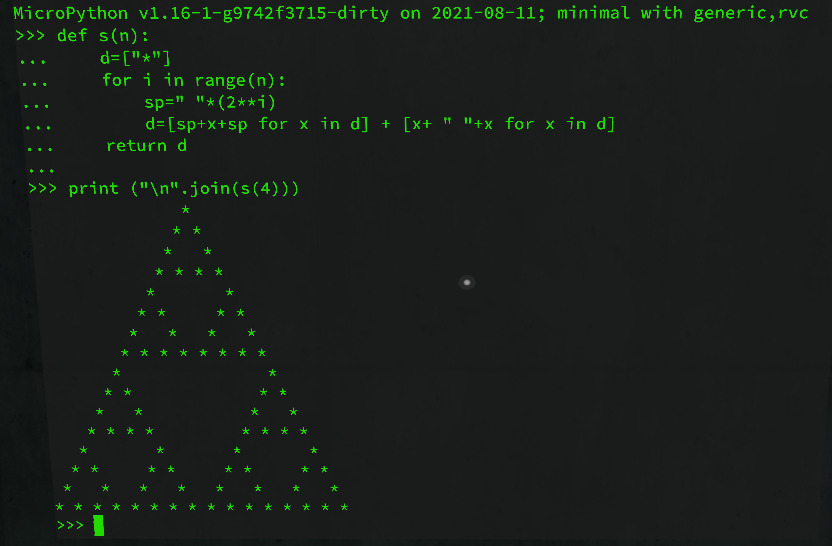 MicroPython v1.16-1-g9742f3715-dirty on 2021-08-11; minimal with generic,rvc
>>> def s(n):
...     d=["*"]
...     for i in range(n):
...         sp=" "*(2**i)
...         d=[sp+x+sp for x in d] + [x+ " "+x for x in d]
...     return d
...
>>> print ("\n".join(s(4)))
                *
               * *
              *   *
             * * * *
            *       *
           * *     * *
          *   *   *   *
         * * * * * * * *
        *               *
       * *             * *
      *   *           *   *
     * * * *         * * * *
    *       *       *       *
   * *     * *     * *     * *
  *   *   *   *   *   *   *   *
 * * * * * * * * * * * * * * * *
>>>